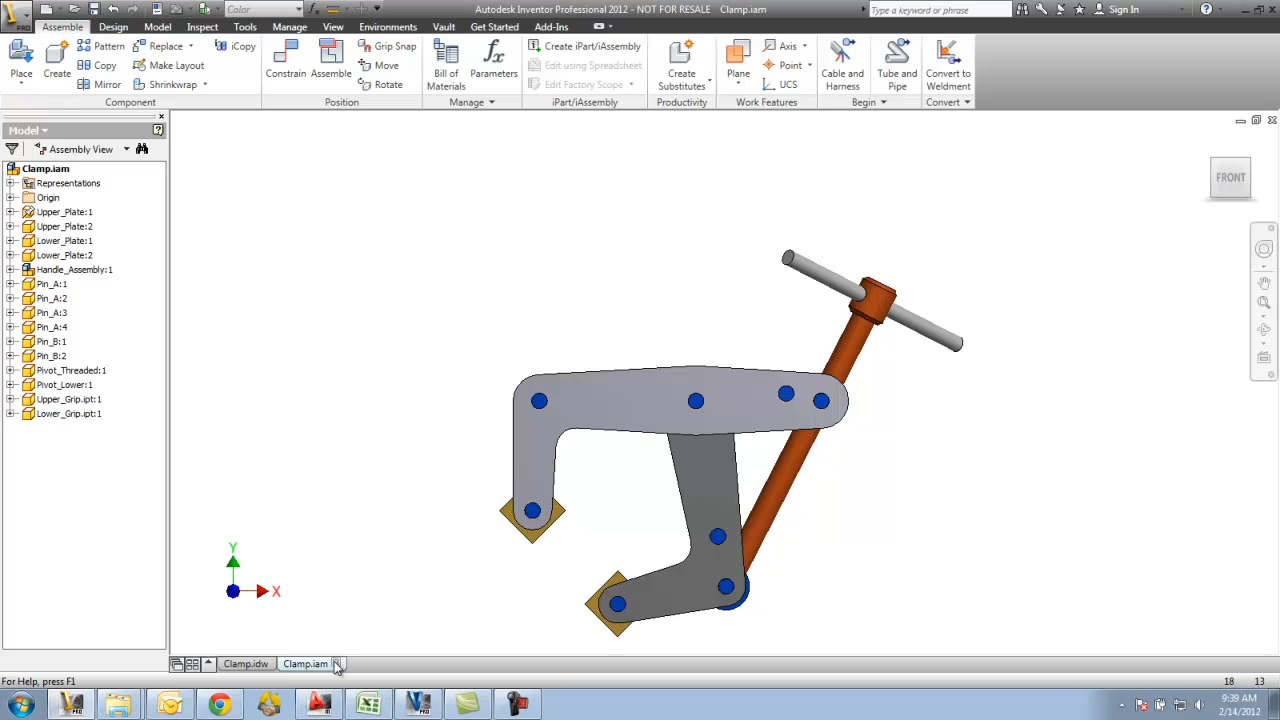 Color
Autodesk Inventor Professional 2012 - NOT FOR RESALE Clamp.iam
Type a keyword or phrase
Sign In
PRO
Assemble Design Model Inspect Tools Manage View Environments Vault Get Started Add-Ins
Place
Create
Pattern
Copy
Mirror
Replace
Make Layout
Shrinkwrap
iCopy
Component
Constrain
Assemble
Grip Snap
Move
Rotate
Position
Bill of Materials
Parameters
Manage
Create iPart/iAssembly
Edit using Spreadsheet
Edit Factory Scope
iPart/iAssembly
Create Substitutes
Productivity
Plane
Axis
Point
UCS
Work Features
Cable and Harness
Tube and Pipe
Begin
Convert to Weldment
Convert
Model
Assembly View
Clamp.iam
Representations
Origin
Upper_Plate:1
Upper_Plate:2
Lower_Plate:1
Lower_Plate:2
Handle_Assembly:1
Pin_A:1
Pin_A:2
Pin_A:3
Pin_A:4
Pin_B:1
Pin_B:2
Pivot_Threaded:1
Pivot_Lower:1
Upper_Grip.ipt:1
Lower_Grip.ipt:1
FRONT
Y
X
Clamp.idw Clamp.iam
For Help, press F1
18 13
9:39 AM
2/14/2012